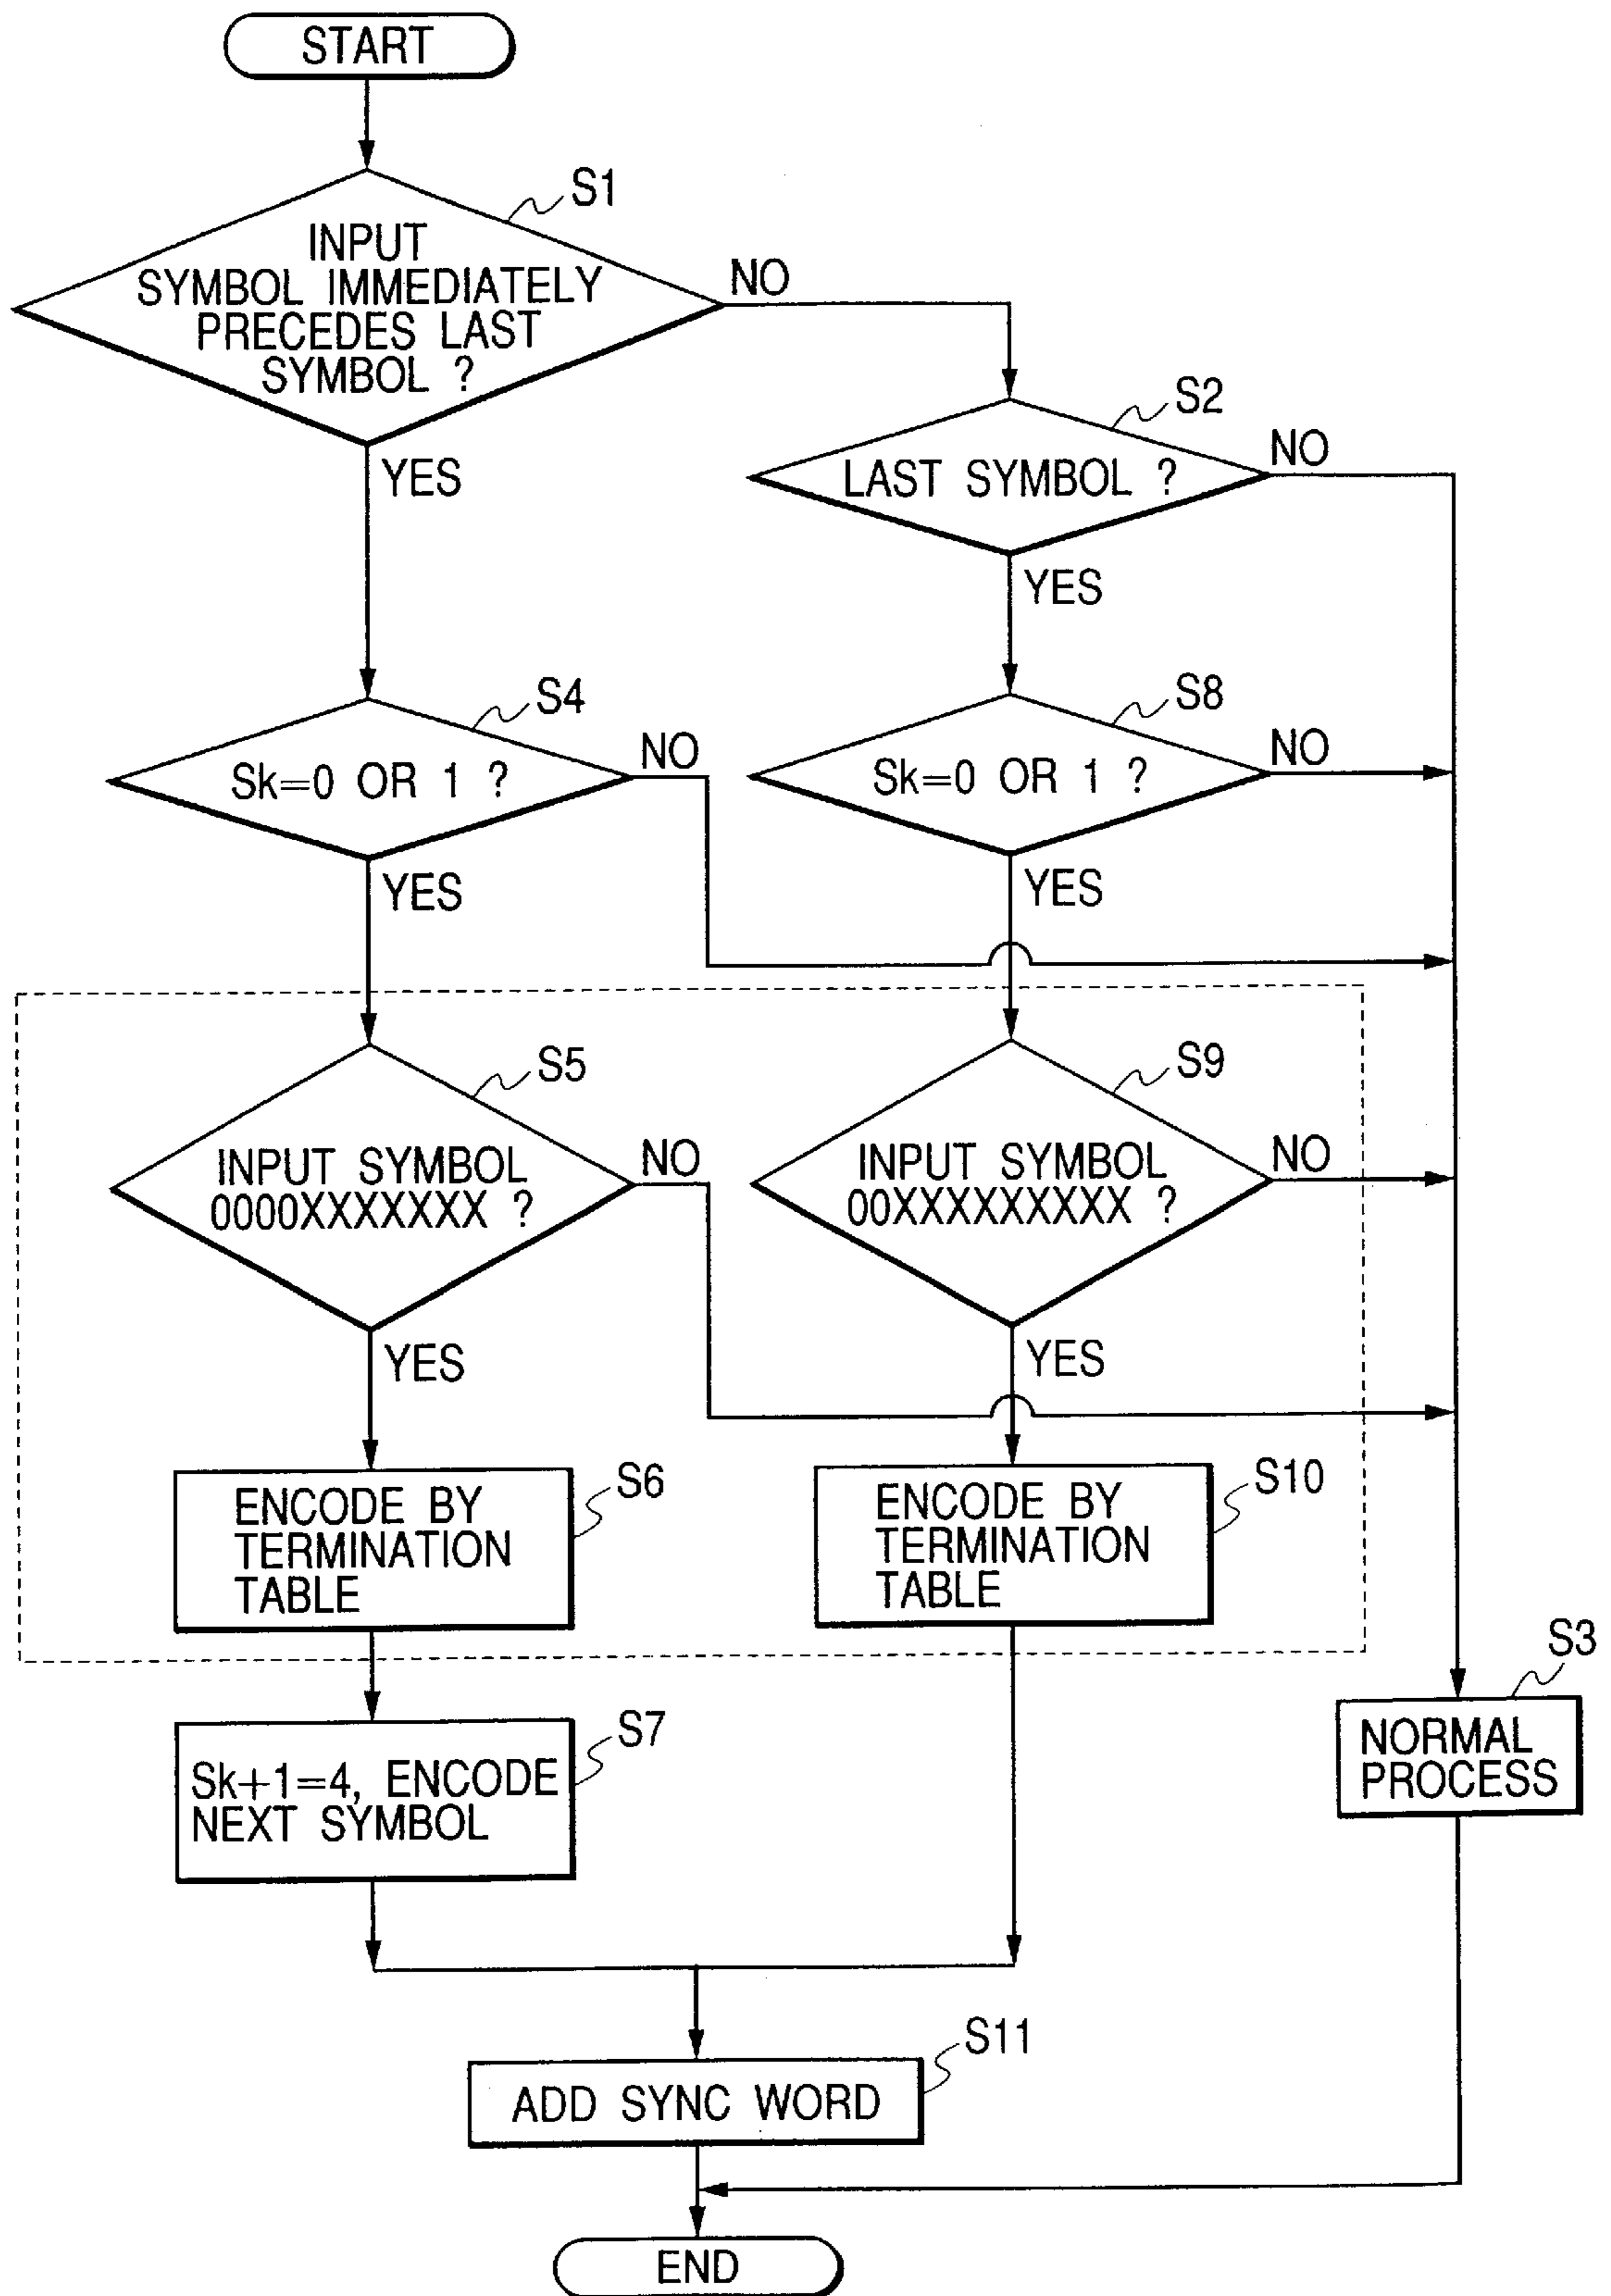 START
S1
INPUT
SYMBOL IMMEDIATELY
PRECEDES LAST
SYMBOL ?
NO
YES
S2
LAST SYMBOL ?
NO
YES
S4
Sk=0 OR 1 ?
NO
YES
S8
Sk=0 OR 1 ?
NO
YES
S5
INPUT SYMBOL
0000XXXXXXX ?
NO
YES
S9
INPUT SYMBOL
00XXXXXXXXX ?
NO
YES
S6
ENCODE BY
TERMINATION
TABLE
S10
ENCODE BY
TERMINATION
TABLE
S3
NORMAL
PROCESS
S7
Sk+1=4, ENCODE
NEXT SYMBOL
S11
ADD SYNC WORD
END